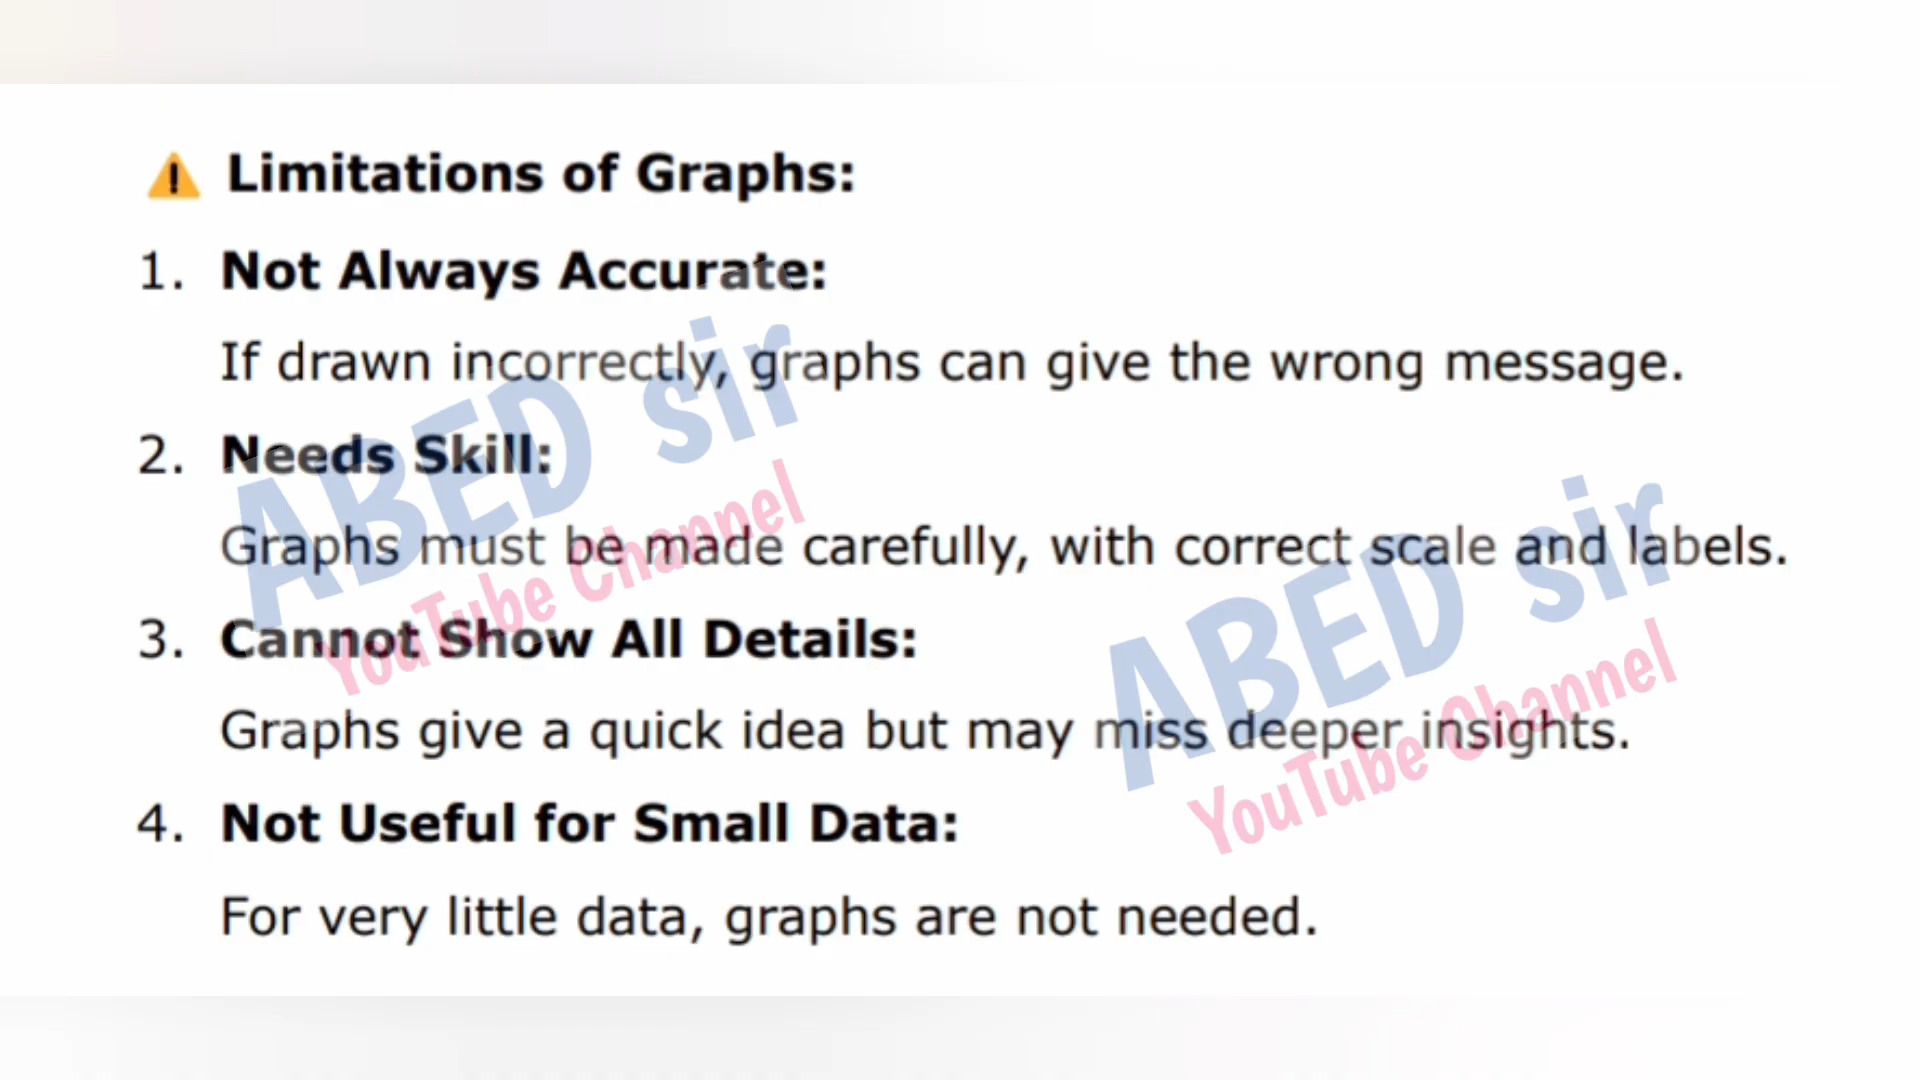 ⚠ Limitations of Graphs:
1. Not Always Accurate:
If drawn incorrectly, graphs can give the wrong message.
2. Needs Skill:
Graphs must be made carefully, with correct scale and labels.
3. Cannot Show All Details:
Graphs give a quick idea but may miss deeper insights.
4. Not Useful for Small Data:
For very little data, graphs are not needed.
ABED sir
YouTube Channel
ABED sir
YouTube Channel